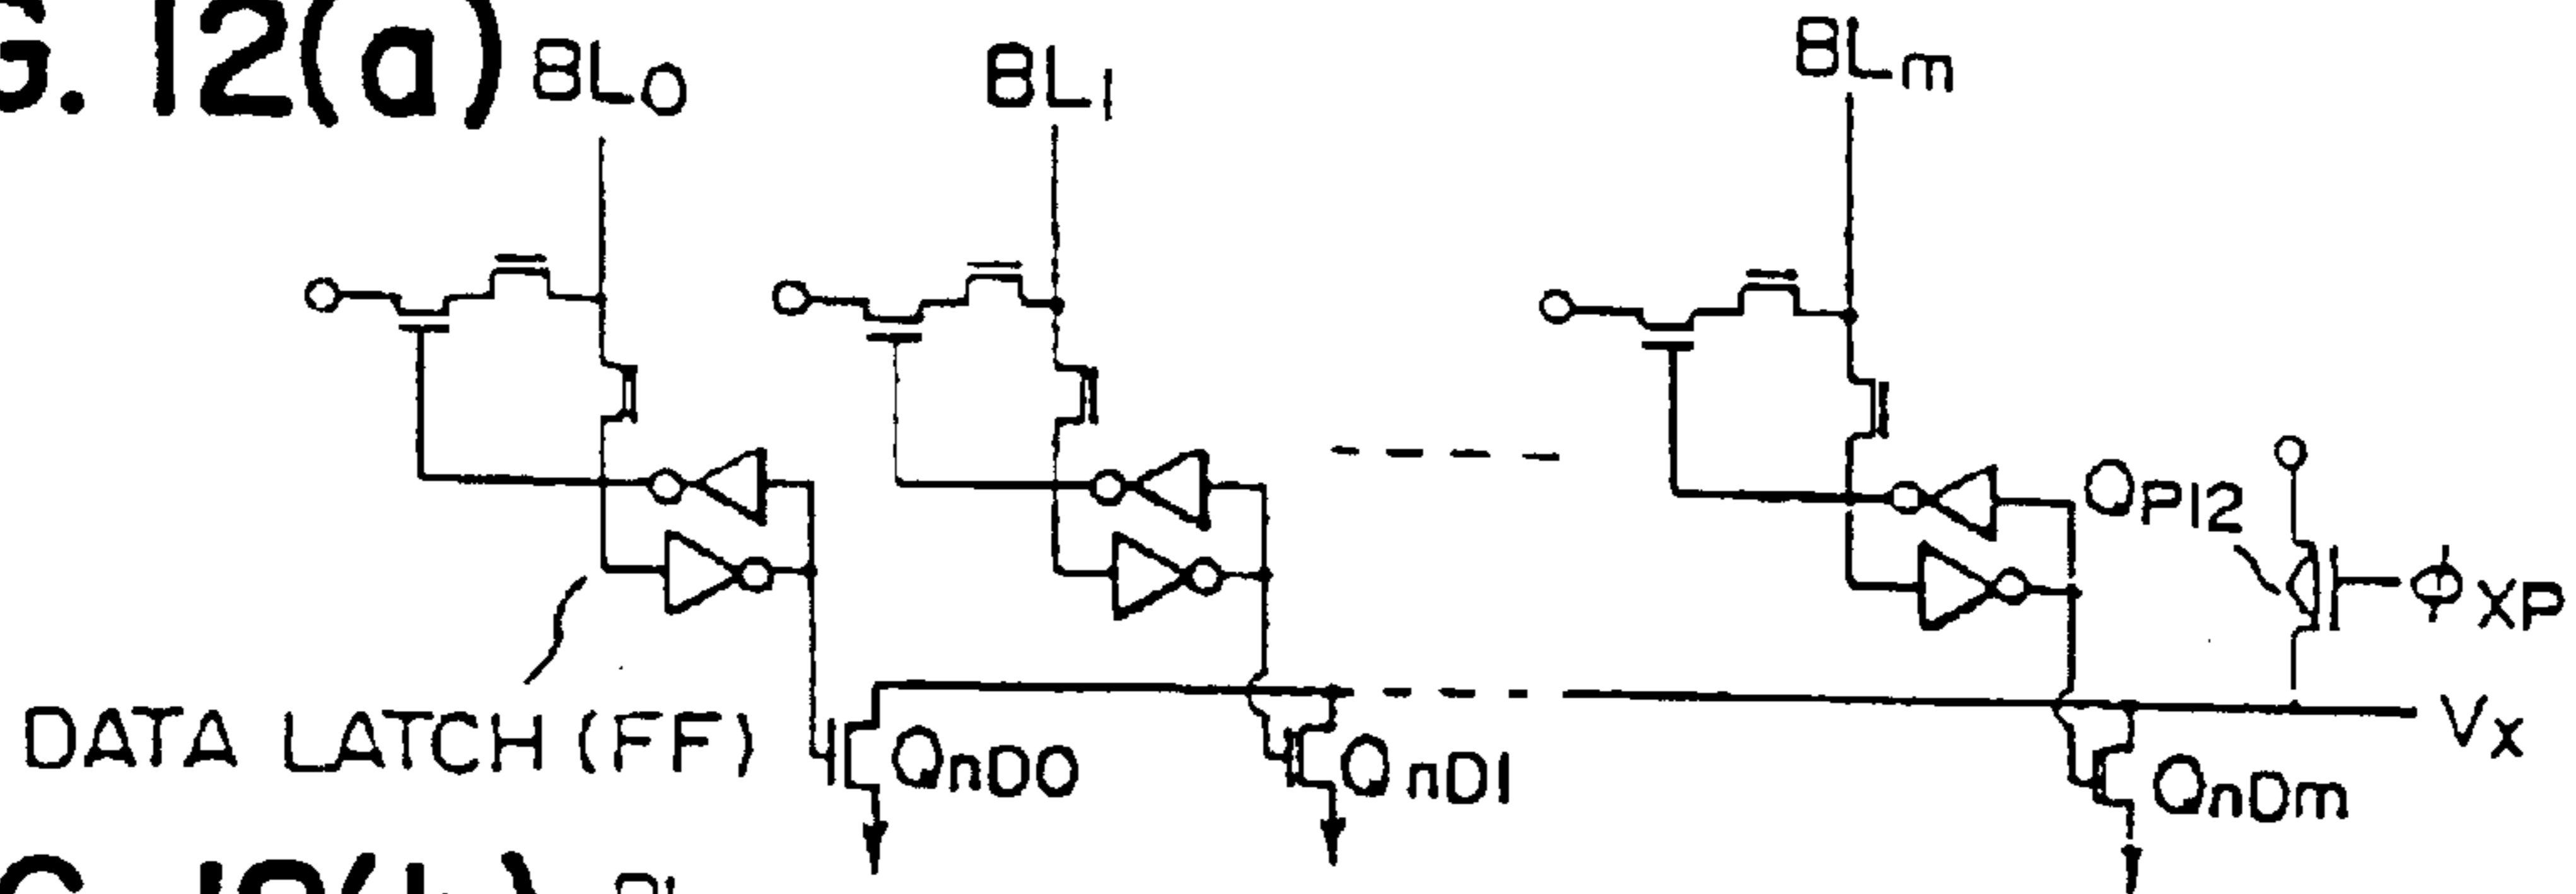 G. 12(a)
BL0
BL1
BLm
QP12
φXP
DATA LATCH (FF)
QnD0
QnD1
QnDm
Vx